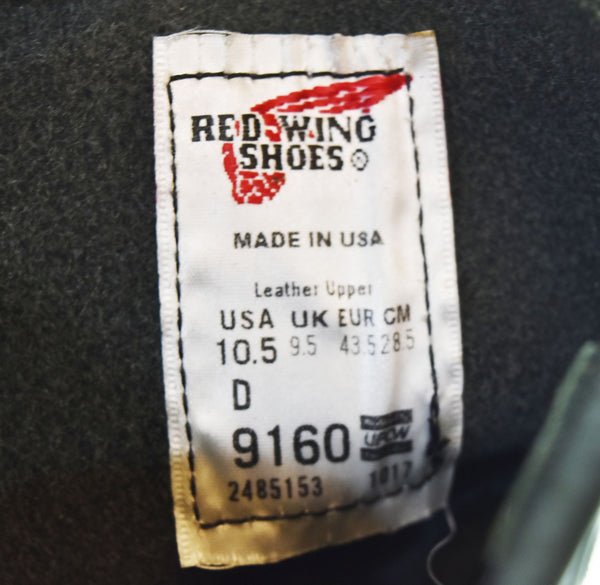 RED WING
SHOES ®
MADE IN USA
Leather Upper
USA UK EUR CM
10.5 9.5 43.5 28.5
D
9160
UFCW
2485153 1017